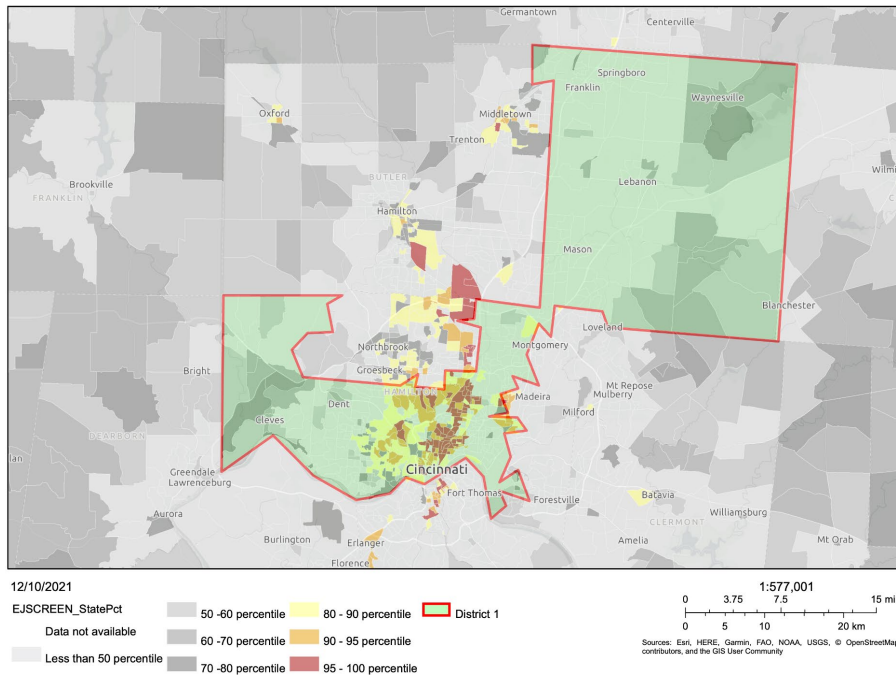 Germantown
Centerville
Springboro
Franklin
Waynesville
Oxford
Middletown
Trenton
BUTLER
Lebanon
Brookville
FRANKLIN
Wilm
Hamilton
Mason
Blanchester
Loveland
Northbrook
Montgomery
Bright
Groesbeck
Mt Repose
HAMILTON
Madeira
Mulberry
Dent
Cleves
Milford
DEARBORN
lan
Cincinnati
Greendale
Lawrenceburg
Fort Thomas
Forestville
Batavia
Aurora
Williamsburg
CLERMONT
Burlington
Erlanger
Amelia
Mt Orab
Florence
12/10/2021
1:577,001
EJSCREEN_StatePct
0 3.75 7.5 15 mi
Data not available
50 -60 percentile
80 - 90 percentile
District 1
0 5 10 20 km
Less than 50 percentile
60 -70 percentile
90 - 95 percentile
70 -80 percentile
95 - 100 percentile
Sources: Esri, HERE, Garmin, FAO, NOAA, USGS, © OpenStreetMap
contributors, and the GIS User Community